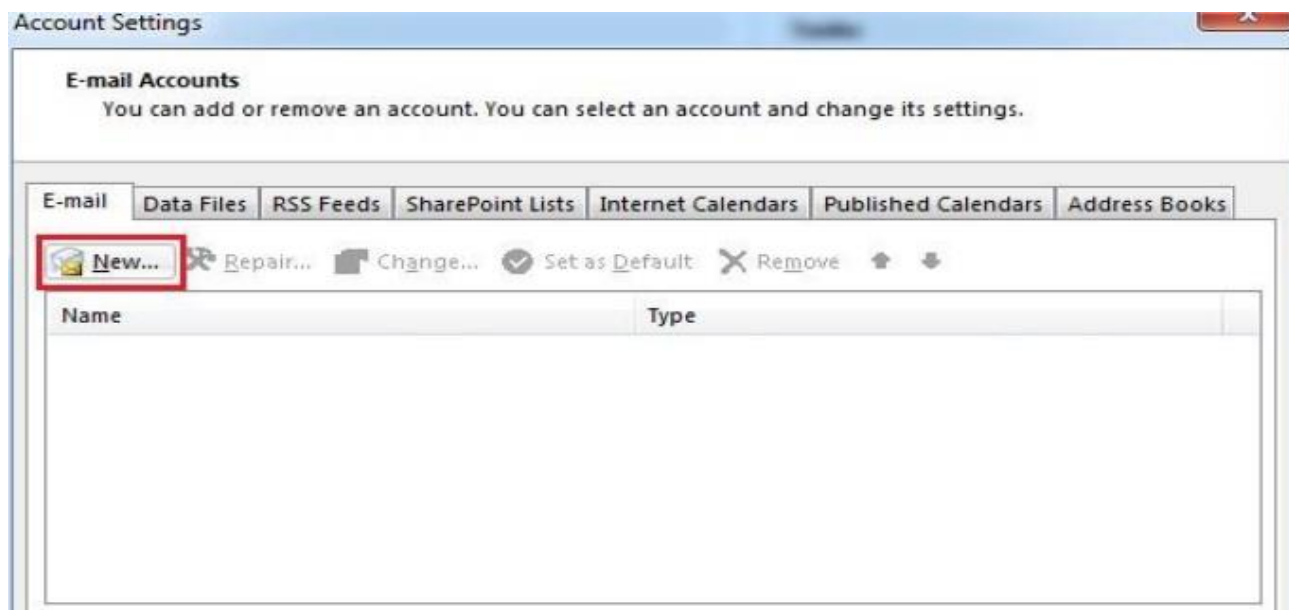 Account Settings
E-mail Accounts
You can add or remove an account. You can select an account and change its settings.
E-mail Data Files RSS Feeds SharePoint Lists Internet Calendars Published Calendars Address Books
New... Repair... Change... Set as Default Remove
Name Type